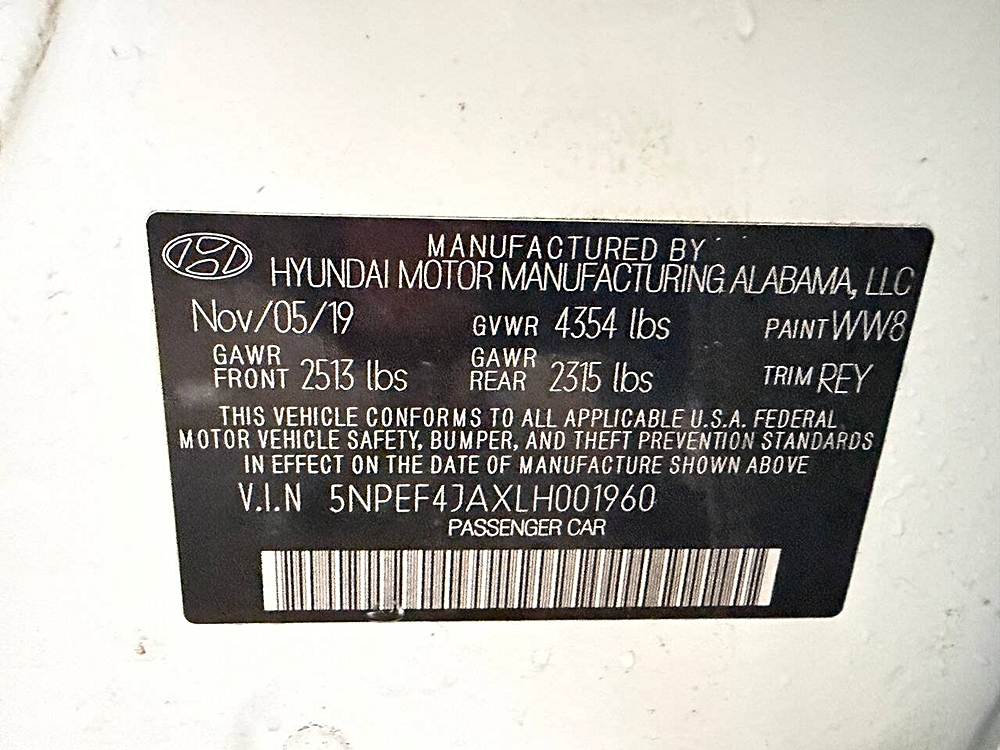 MANUFACTURED BY
HYUNDAI MOTOR MANUFACTURING ALABAMA, LLC
Nov/05/19 GVWR 4354 lbs PAINT WW8
GAWR FRONT 2513 lbs GAWR REAR 2315 lbs TRIM REY
THIS VEHICLE CONFORMS TO ALL APPLICABLE U.S.A. FEDERAL
MOTOR VEHICLE SAFETY, BUMPER, AND THEFT PREVENTION STANDARDS
IN EFFECT ON THE DATE OF MANUFACTURE SHOWN ABOVE
V.I.N 5NPEF4JAXLH001960
PASSENGER CAR